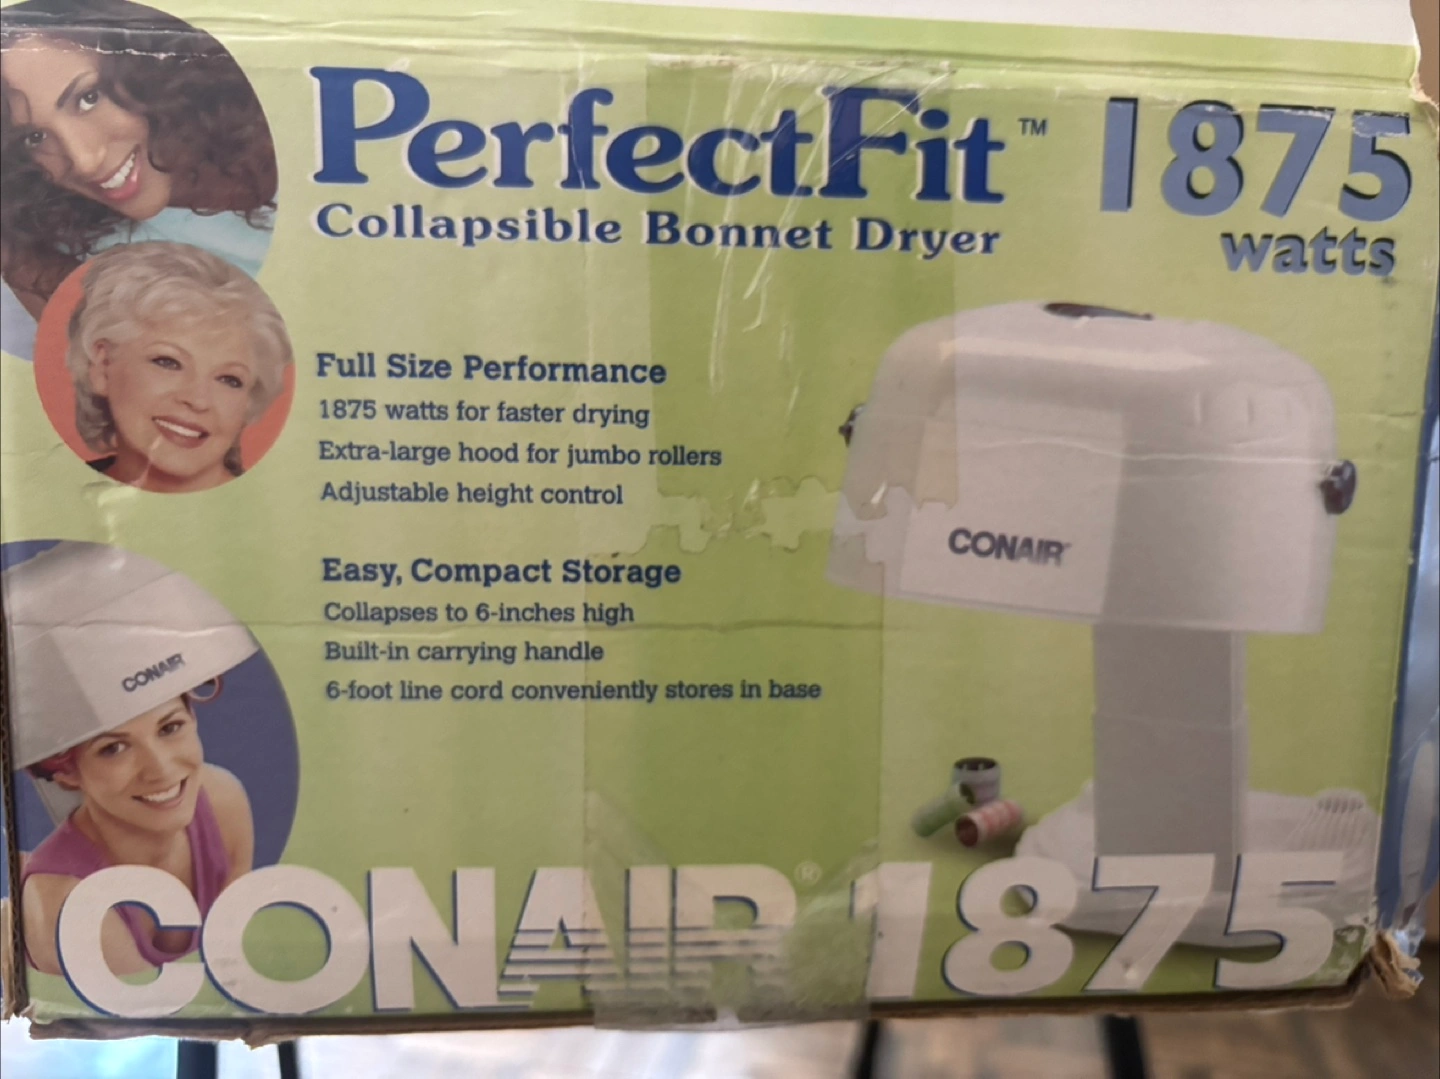 PerfectFit™ 1875
watts
Collapsible Bonnet Dryer
Full Size Performance
1875 watts for faster drying
Extra-large hood for jumbo rollers
Adjustable height control
Easy, Compact Storage
Collapses to 6-inches high
Built-in carrying handle
6-foot line cord conveniently stores in base
CONAIR
CONAIR
CONAIR® 1875